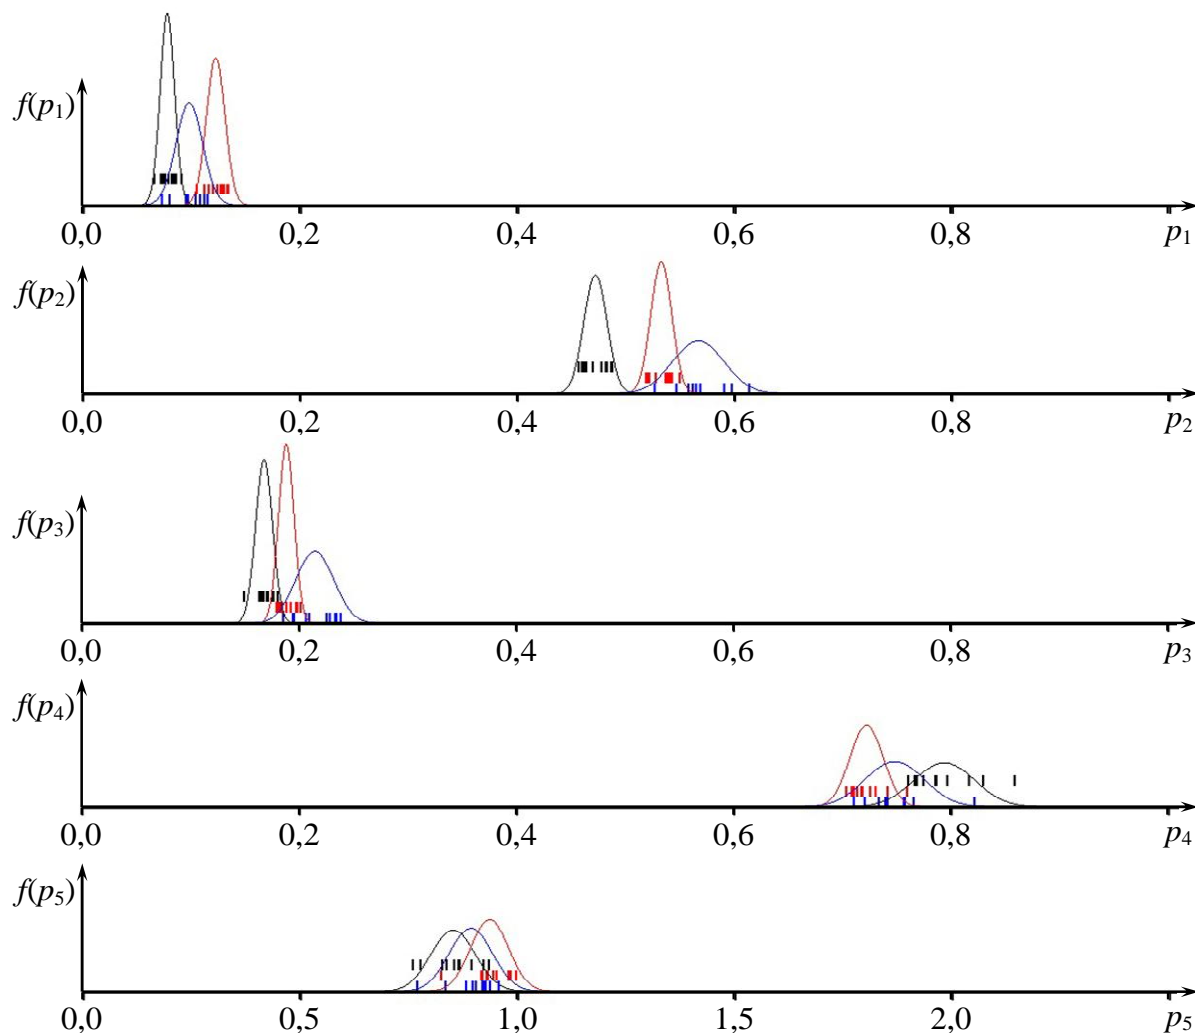 f(p₁)
0,0 0,2 0,4 0,6 0,8 p₁
f(p₂)
0,0 0,2 0,4 0,6 0,8 p₂
f(p₃)
0,0 0,2 0,4 0,6 0,8 p₃
f(p₄)
0,0 0,2 0,4 0,6 0,8 p₄
f(p₅)
0,0 0,5 1,0 1,5 2,0 p₅